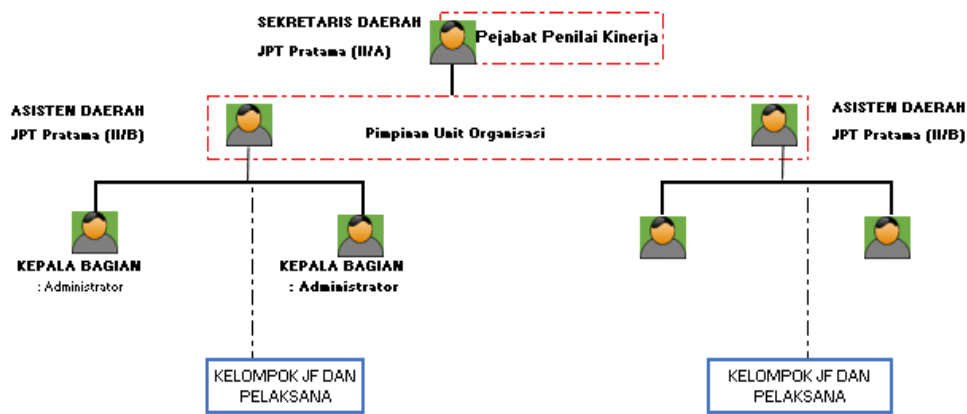 SEKRETARIS DAERAH
JPT Pratama (II/A)
Pejabat Penilai Kinerja
ASISTEN DAERAH
JPT Pratama (II/B)
Pimpinan Unit Organisasi
ASISTEN DAERAH
JPT Pratama (II/B)
KEPALA BAGIAN
: Administrator
KEPALA BAGIAN
: Administrator
KELOMPOK JF DAN
PELAKSANA
KELOMPOK JF DAN
PELAKSANA